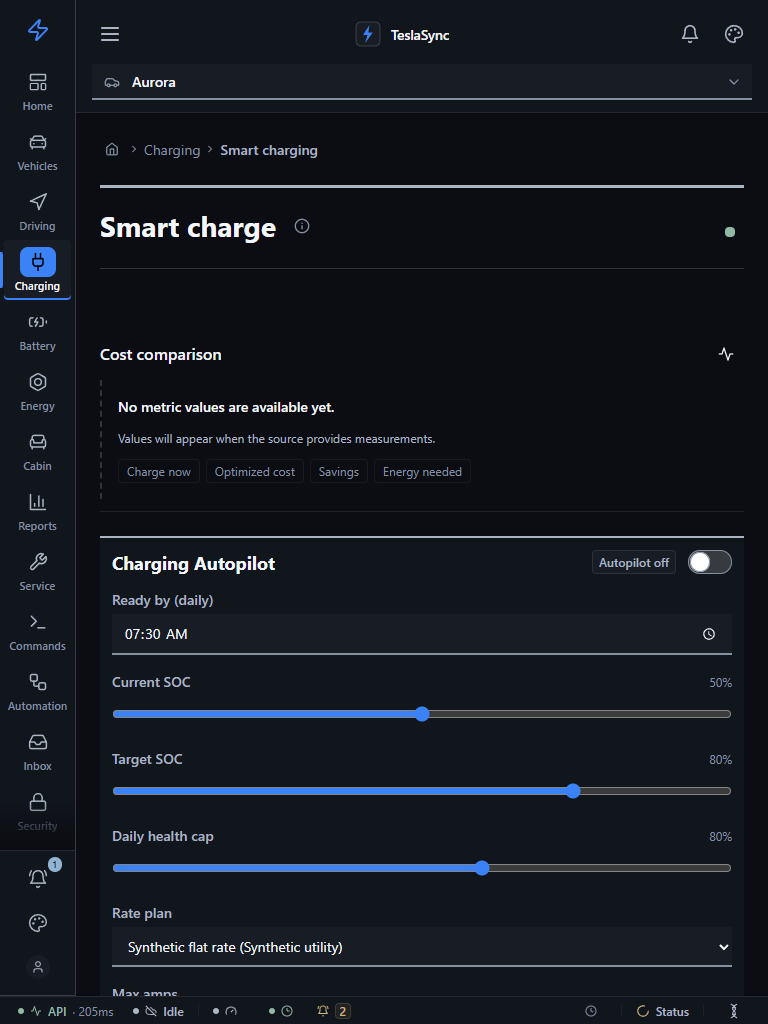 TeslaSync
Aurora
Home
Vehicles
Driving
Charging
Battery
Energy
Cabin
Reports
Service
Commands
Automation
Inbox
Security
1
Charging > Smart charging
Smart charge
Cost comparison
No metric values are available yet.
Values will appear when the source provides measurements.
Charge now Optimized cost Savings Energy needed
Charging Autopilot Autopilot off
Ready by (daily)
07:30 AM
Current SOC 50%
Target SOC 80%
Daily health cap 80%
Rate plan
Synthetic flat rate (Synthetic utility)
Max amps
API · 205ms Idle 2 Status